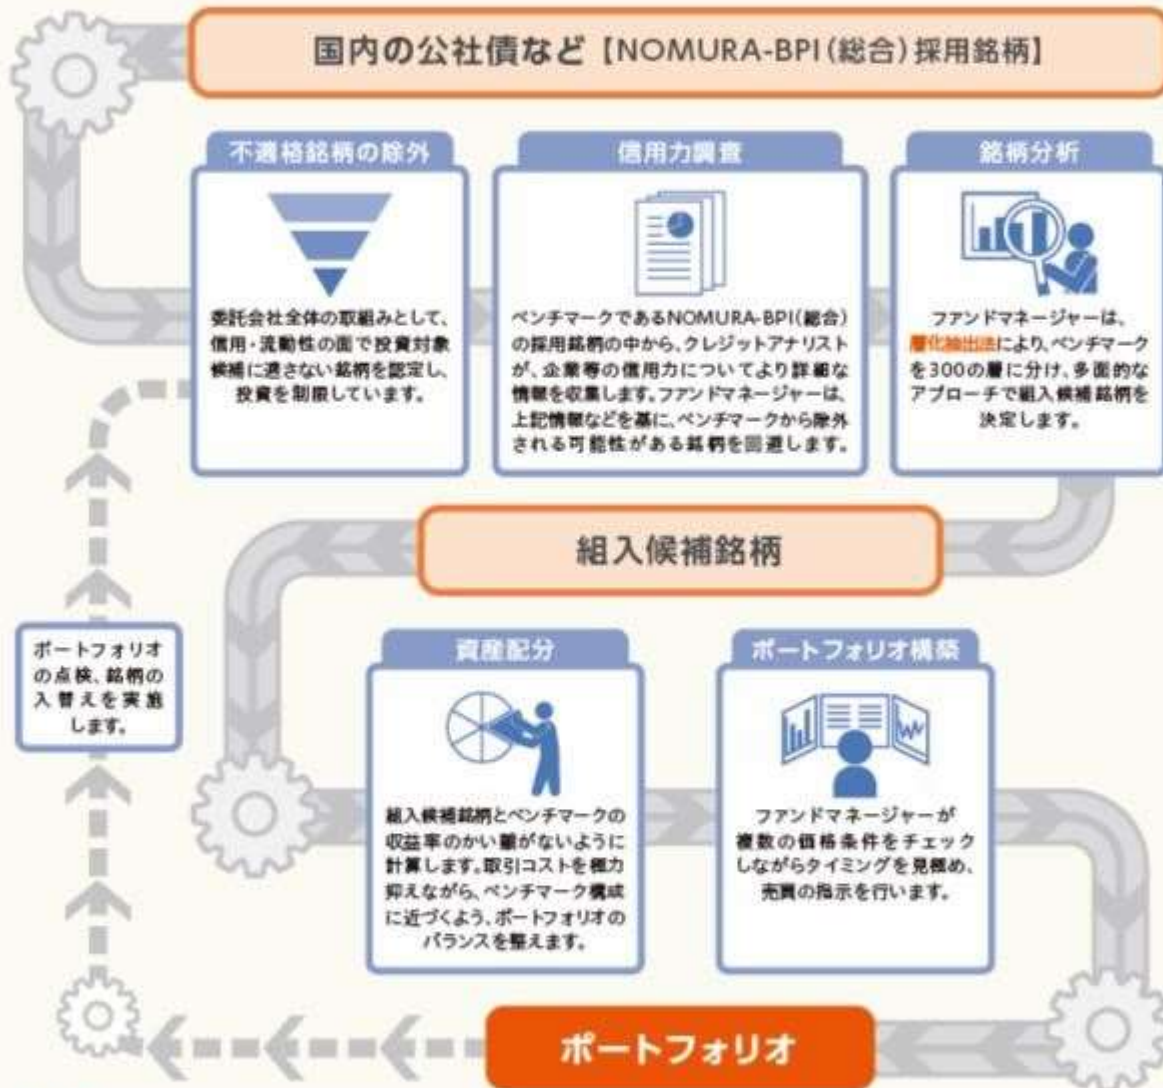 国内の公社債など【NOMURA-BPI(総合)採用銘柄】
不適格銘柄の除外
委託会社全体の取組みとして、
信用・流動性の面で投資対象
候補に適さない銘柄を認定し、
投資を制限しています。
信用力調査
ベンチマークであるNOMURA-BPI(総合)
の採用銘柄の中から、クレジットアナリスト
が、企業等の信用力についてより詳細な
情報を収集します。ファンドマネージャーは、
上記情報などを基に、ベンチマークから除外
される可能性がある銘柄を回避します。
銘柄分析
ファンドマネージャーは、
層化抽出法により、ベンチマーク
を300の層に分け、多面的な
アプローチで組入候補銘柄を
決定します。
組入候補銘柄
ポートフォリオ
の点検、銘柄の
入替えを実施
します。
資産配分
組入候補銘柄とベンチマークの
収益率のかい離がないように
計算します。取引コストを極力
抑えながら、ベンチマーク構成
に近づくよう、ポートフォリオの
バランスを整えます。
ポートフォリオ構築
ファンドマネージャーが
複数の価格条件をチェック
しながらタイミングを見極め、
売買の指示を行います。
ポートフォリオ